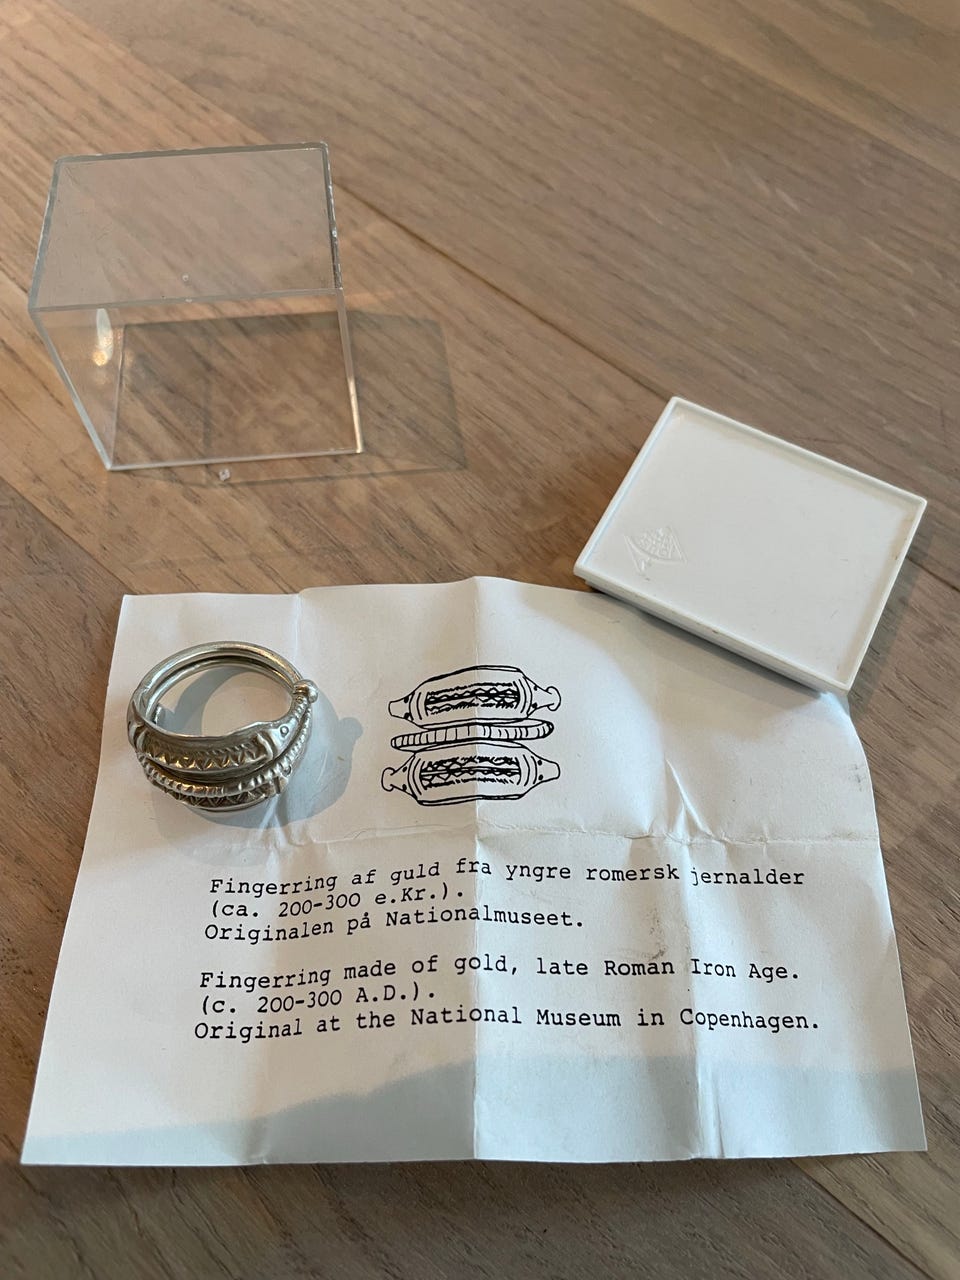 Fingerring af guld fra yngre romersk jernalder
(ca. 200-300 e.Kr.).
Originalen på Nationalmuseet.
Fingerring made of gold, late Roman Iron Age.
(c. 200-300 A.D.).
Original at the National Museum in Copenhagen.